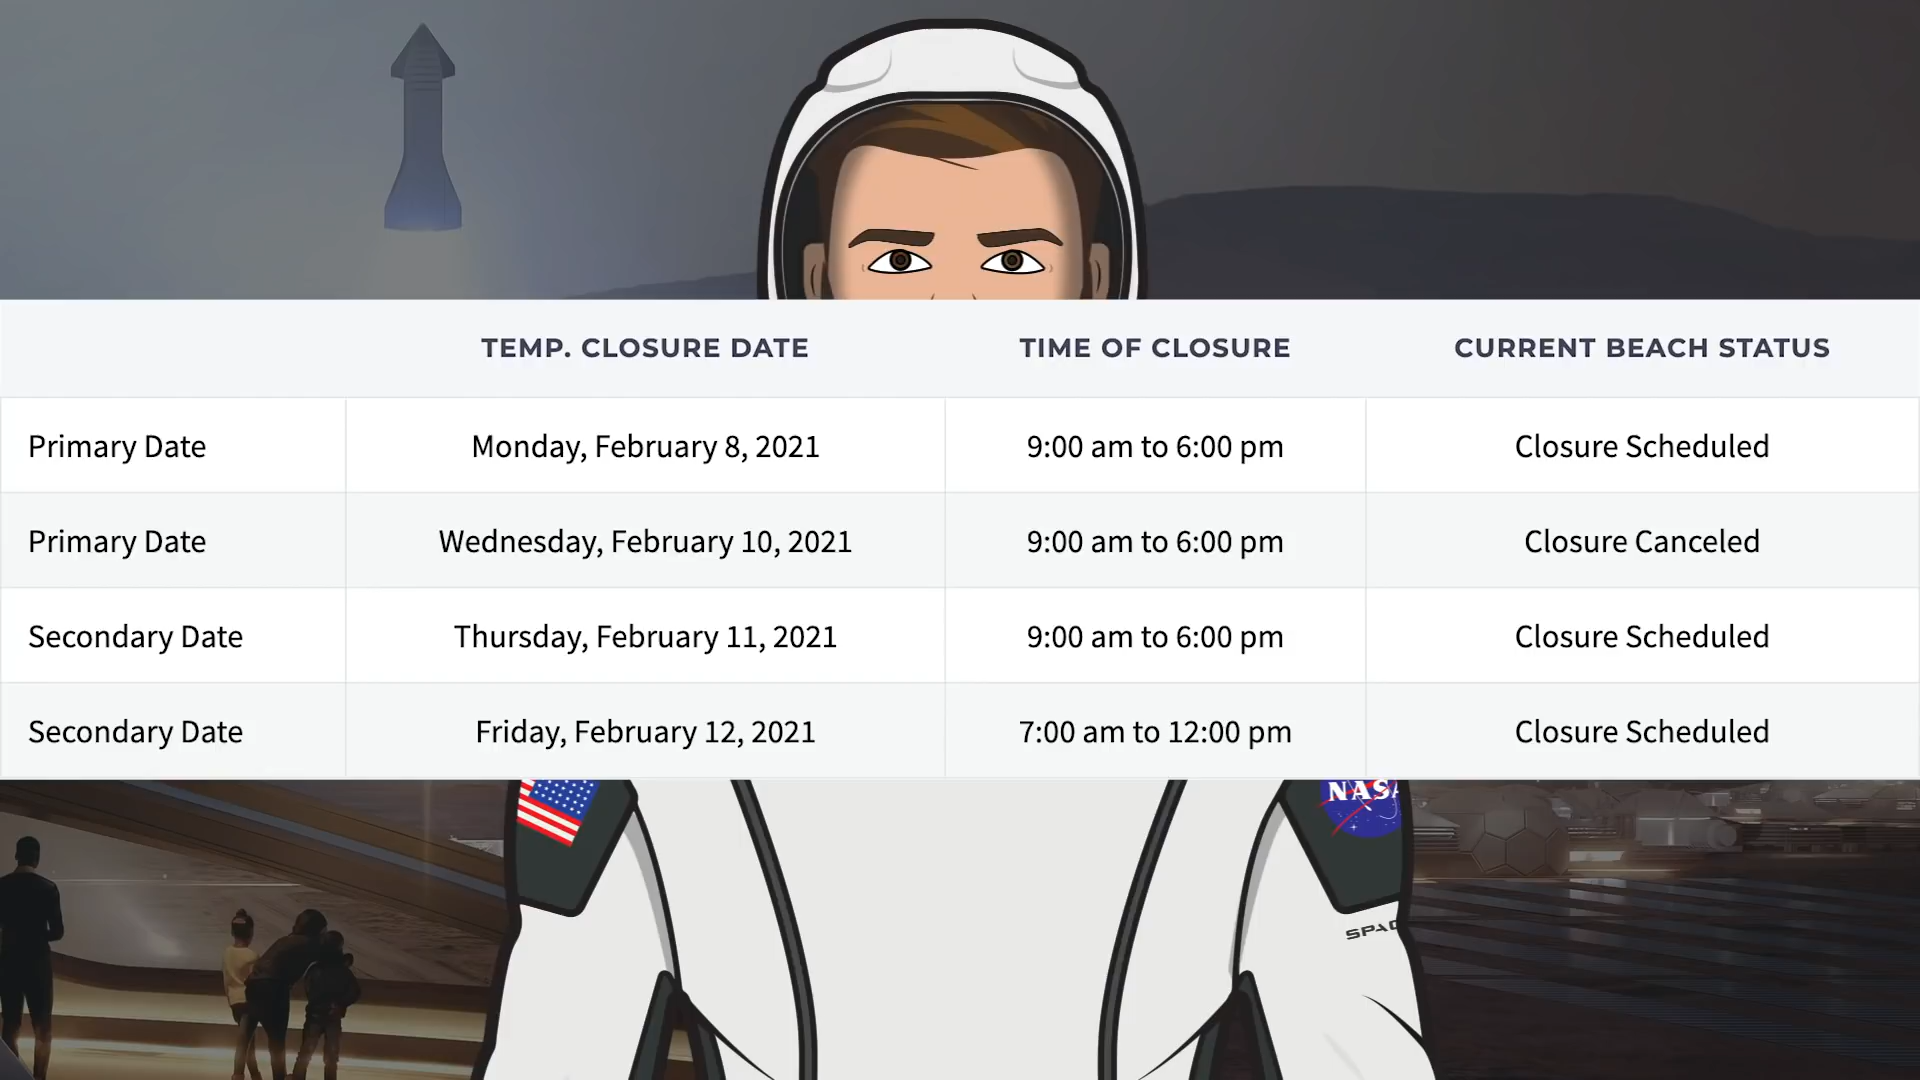 TEMP. CLOSURE DATE TIME OF CLOSURE CURRENT BEACH STATUS
Primary Date Monday, February 8, 2021 9:00 am to 6:00 pm Closure Scheduled
Primary Date Wednesday, February 10, 2021 9:00 am to 6:00 pm Closure Canceled
Secondary Date Thursday, February 11, 2021 9:00 am to 6:00 pm Closure Scheduled
Secondary Date Friday, February 12, 2021 7:00 am to 12:00 pm Closure Scheduled
NASA
SPAC